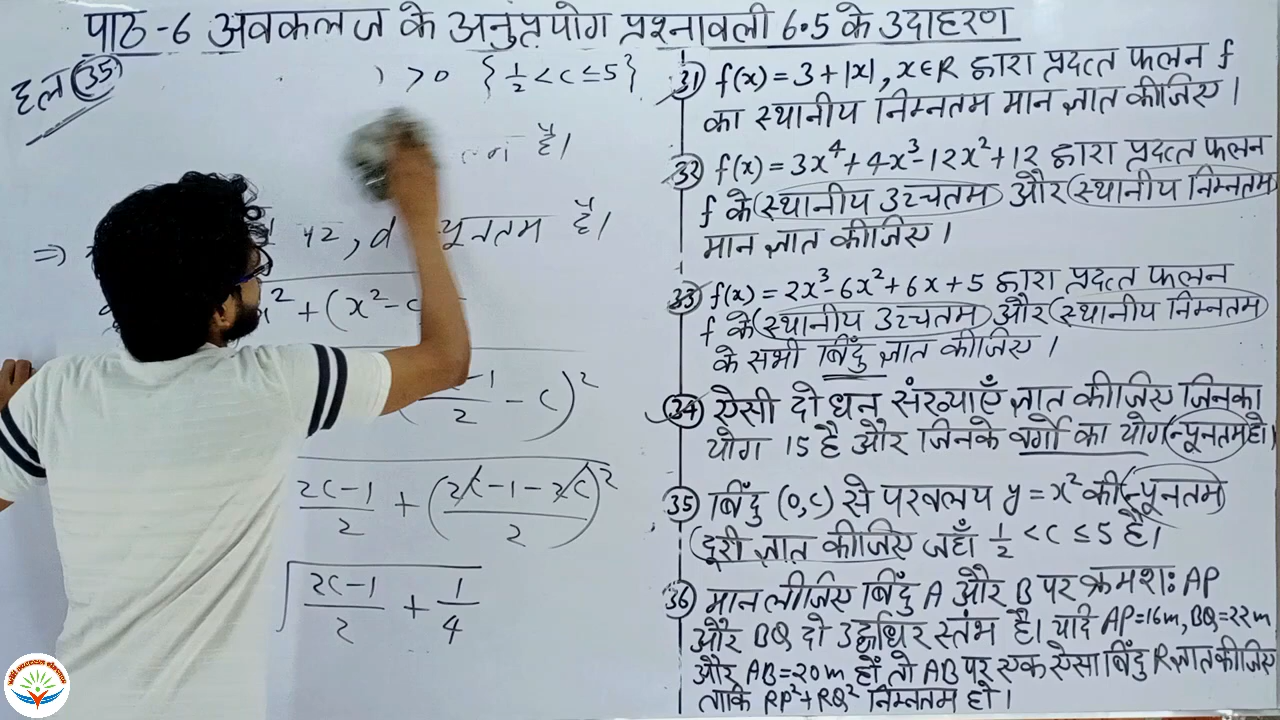 पाठ-6 अवकलज के अनुप्रयोग प्रश्नावली 6.5 के उदाहरण
हल 35
) > 0 {1/2 < c ≤ 5}
है।
⇒ न्यूनतम है।
x² + (x² - c
-1/2 - c)²
2c-1/2 + (2c-1-2c/2)²
√(2c-1/2 + 1/4)
31 f(x) = 3 + |x|, x∈R द्वारा प्रदत्त फलन f
का स्थानीय निम्नतम मान ज्ञात कीजिए।
32 f(x) = 3x⁴ + 4x³ - 12x² + 12 द्वारा प्रदत्त फलन
f के स्थानीय उच्चतम और स्थानीय निम्नतम
मान ज्ञात कीजिए।
33 f(x) = 2x³ - 6x² + 6x + 5 द्वारा प्रदत्त फलन
f के स्थानीय उच्चतम और स्थानीय निम्नतम
के सभी बिंदु ज्ञात कीजिए।
34 ऐसी दो धन संख्याएँ ज्ञात कीजिए जिनका
योग 15 है और जिनके वर्गों का योग न्यूनतम हो।
35 बिंदु (0,c) से परवलय y = x² की न्यूनतम
दूरी ज्ञात कीजिए जहाँ 1/2 < c ≤ 5 है।
36 मान लीजिए बिंदु A और B पर क्रमशः AP
और BQ दो उर्ध्वाधर स्तंभ है। यदि AP=16m, BQ=22m
और AB=20m हों तो AB पर एक ऐसा बिंदु R ज्ञात कीजिए
ताकि RP² + RQ² निम्नतम हो।